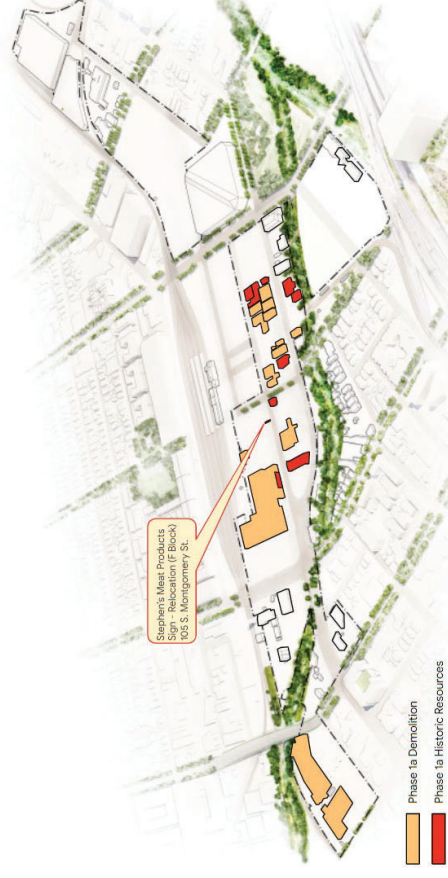 Stephen's Meat Products
Sign - Relocation (F Block)
105 S. Montgomery St.
Phase 1a Demolition
Phase 1a Historic Resources